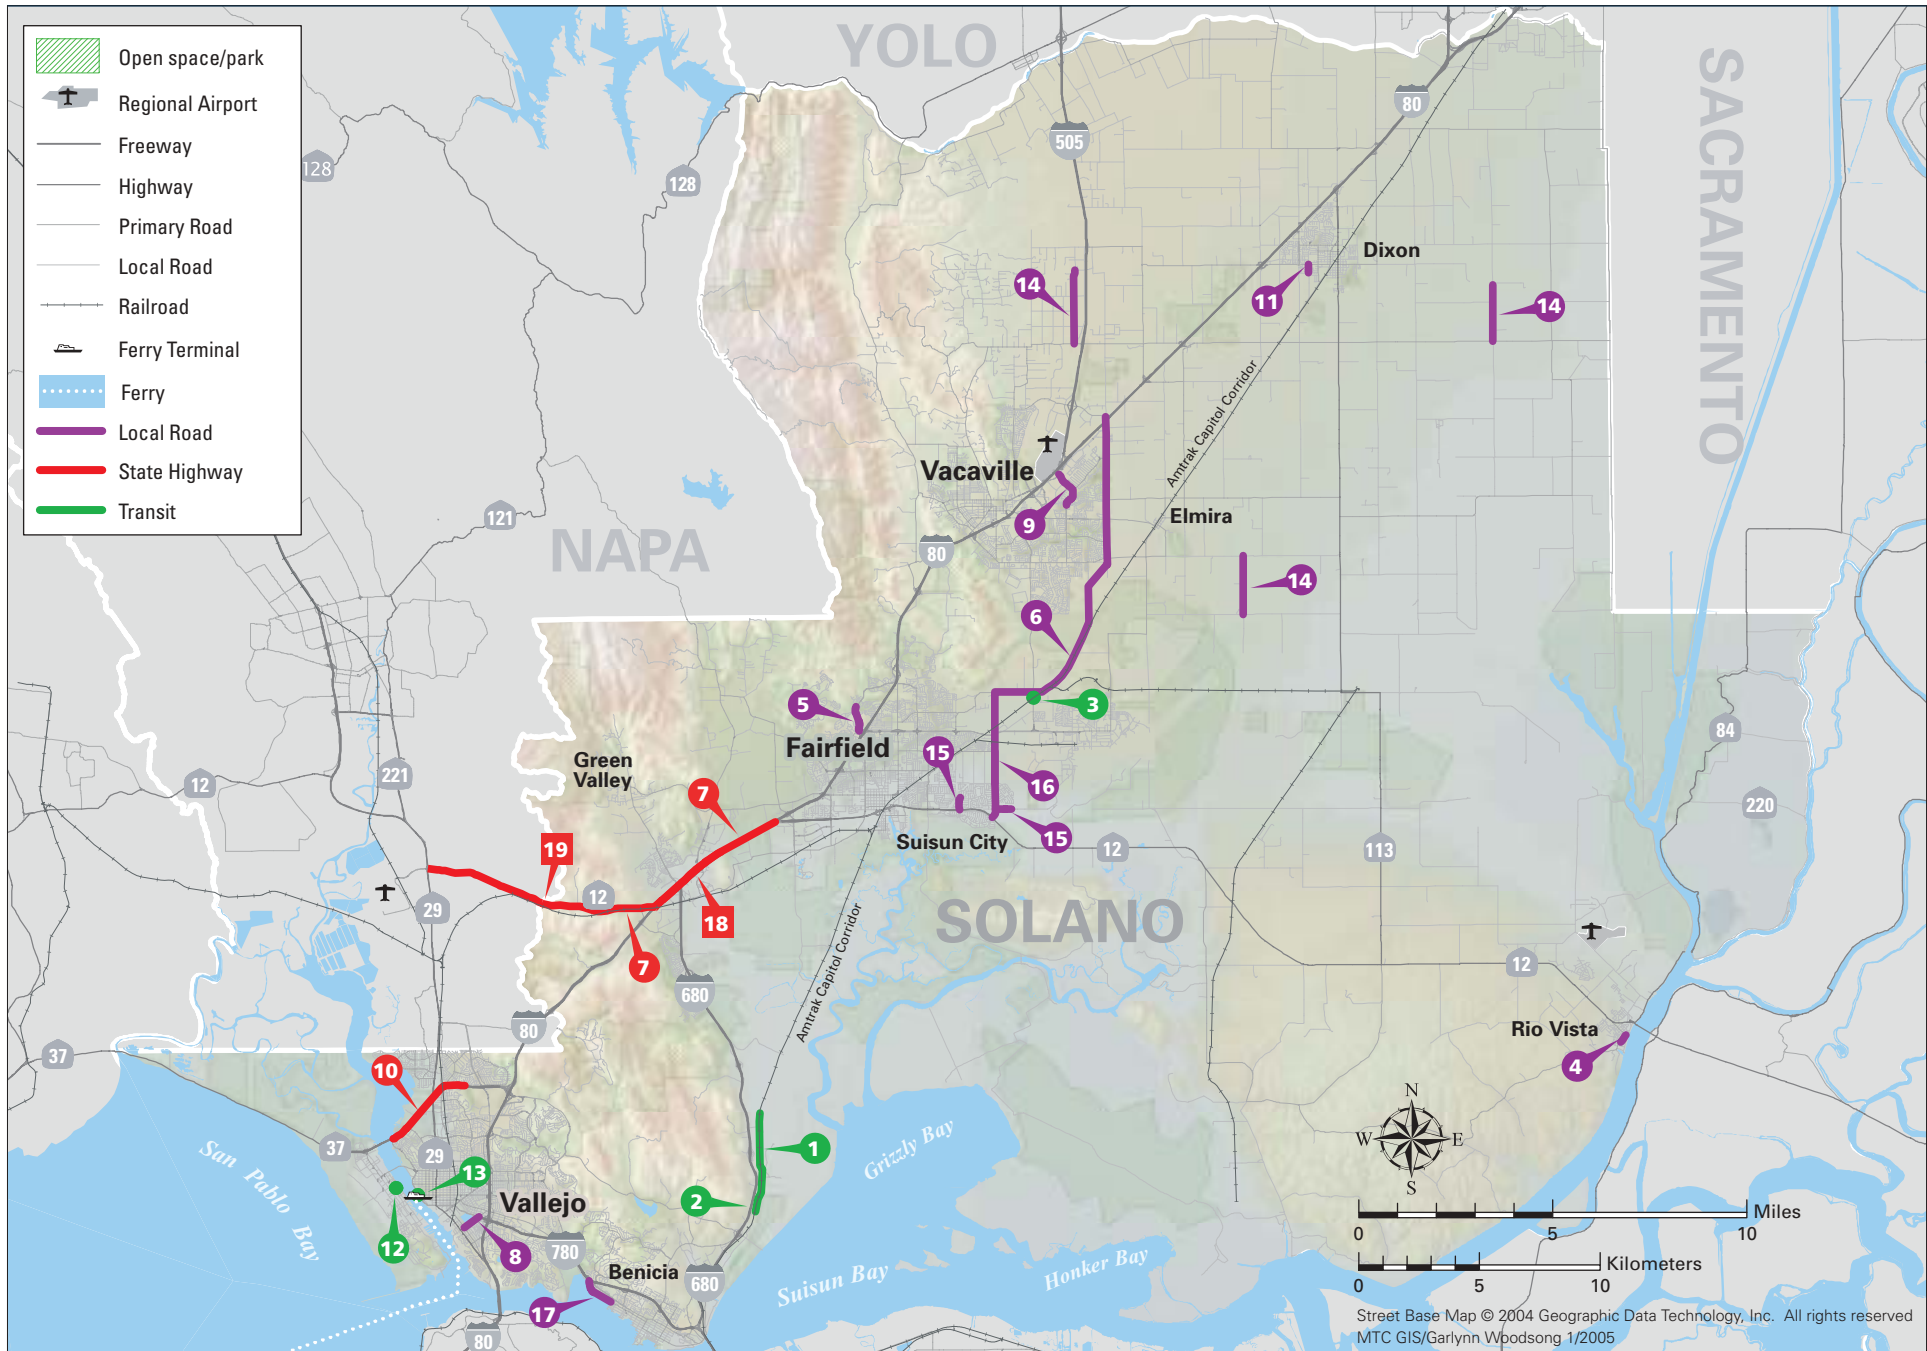 Open space/park
Regional Airport
Freeway
Highway
Primary Road
Local Road
Railroad
Ferry Terminal
Ferry
Local Road
State Highway
Transit
YOLO
SACRAMENTO
NAPA
SOLANO
128
128
505
80
Dixon
14
11
14
Amtrak Capitol Corridor
Vacaville
121
9
Elmira
80
14
6
5
3
Fairfield
84
Green
Valley
15
12
221
7
16
220
Suisun City
15
12
113
19
12
29
18
7
12
680
Amtrak Capitol Corridor
80
Rio Vista
37
4
10
N
W
E
S
San Pablo Bay
37
29
13
1
Grizzly Bay
2
Vallejo
12
8
780
Benicia
680
Suisun Bay
Honker Bay
17
80
Miles
0
5
10
Kilometers
0
5
10
Street Base Map © 2004 Geographic Data Technology, Inc. All rights reserved
MTC GIS/Garlynn Woodsong 1/2005